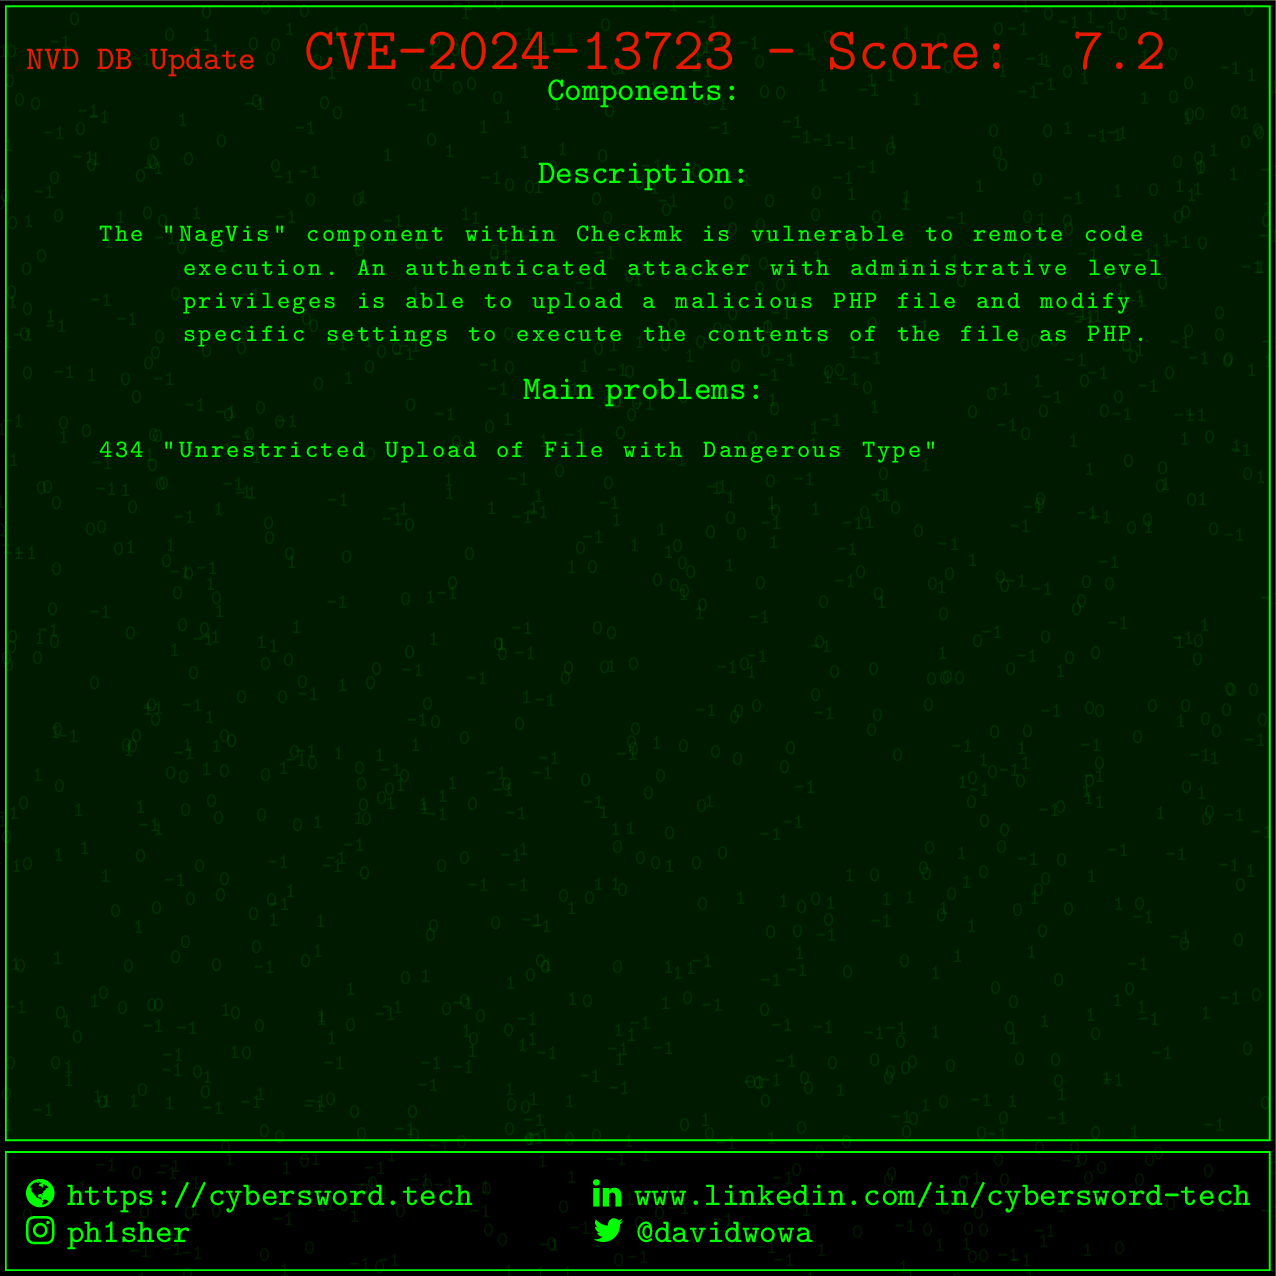 NVD DB Update CVE-2024-13723 - Score: 7.2
Components:
Description:
The "NagVis" component within Checkmk is vulnerable to remote code
execution. An authenticated attacker with administrative level
privileges is able to upload a malicious PHP file and modify
specific settings to execute the contents of the file as PHP.
Main problems:
434 "Unrestricted Upload of File with Dangerous Type"
https://cybersword.tech
www.linkedin.com/in/cybersword-tech
ph1sher
@davidwowa